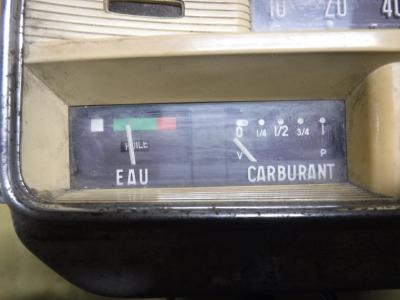 10 20 40
0 1/4 1/2 3/4 1
HUILE
V P
EAU CARBURANT